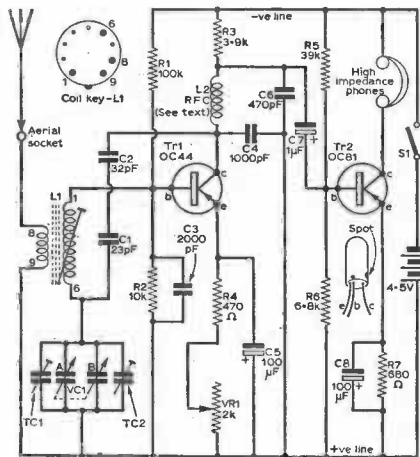 -ve line
6
8
1
9
Coil key-L1
R1
100k
R3
3·9k
L2
RFC
(See text)
C6
470pF
C7
1µF
+
R5
39k
High
impedance
phones
S1
Aerial
socket
C2
32pF
Tr1
OC44
C4
1000pF
Tr2
OC81
b
c
e
b
c
e
L1
1
8
9
6
C1
23pF
C3
2000
pF
R2
10k
R4
470
Ω
C5
100
µF
+
Spot
e
b
c
4·5V
R6
6·8k
C8
100
µF
+
R7
680
Ω
A
B
VC1
TC1
TC2
VR1
2k
+ve line